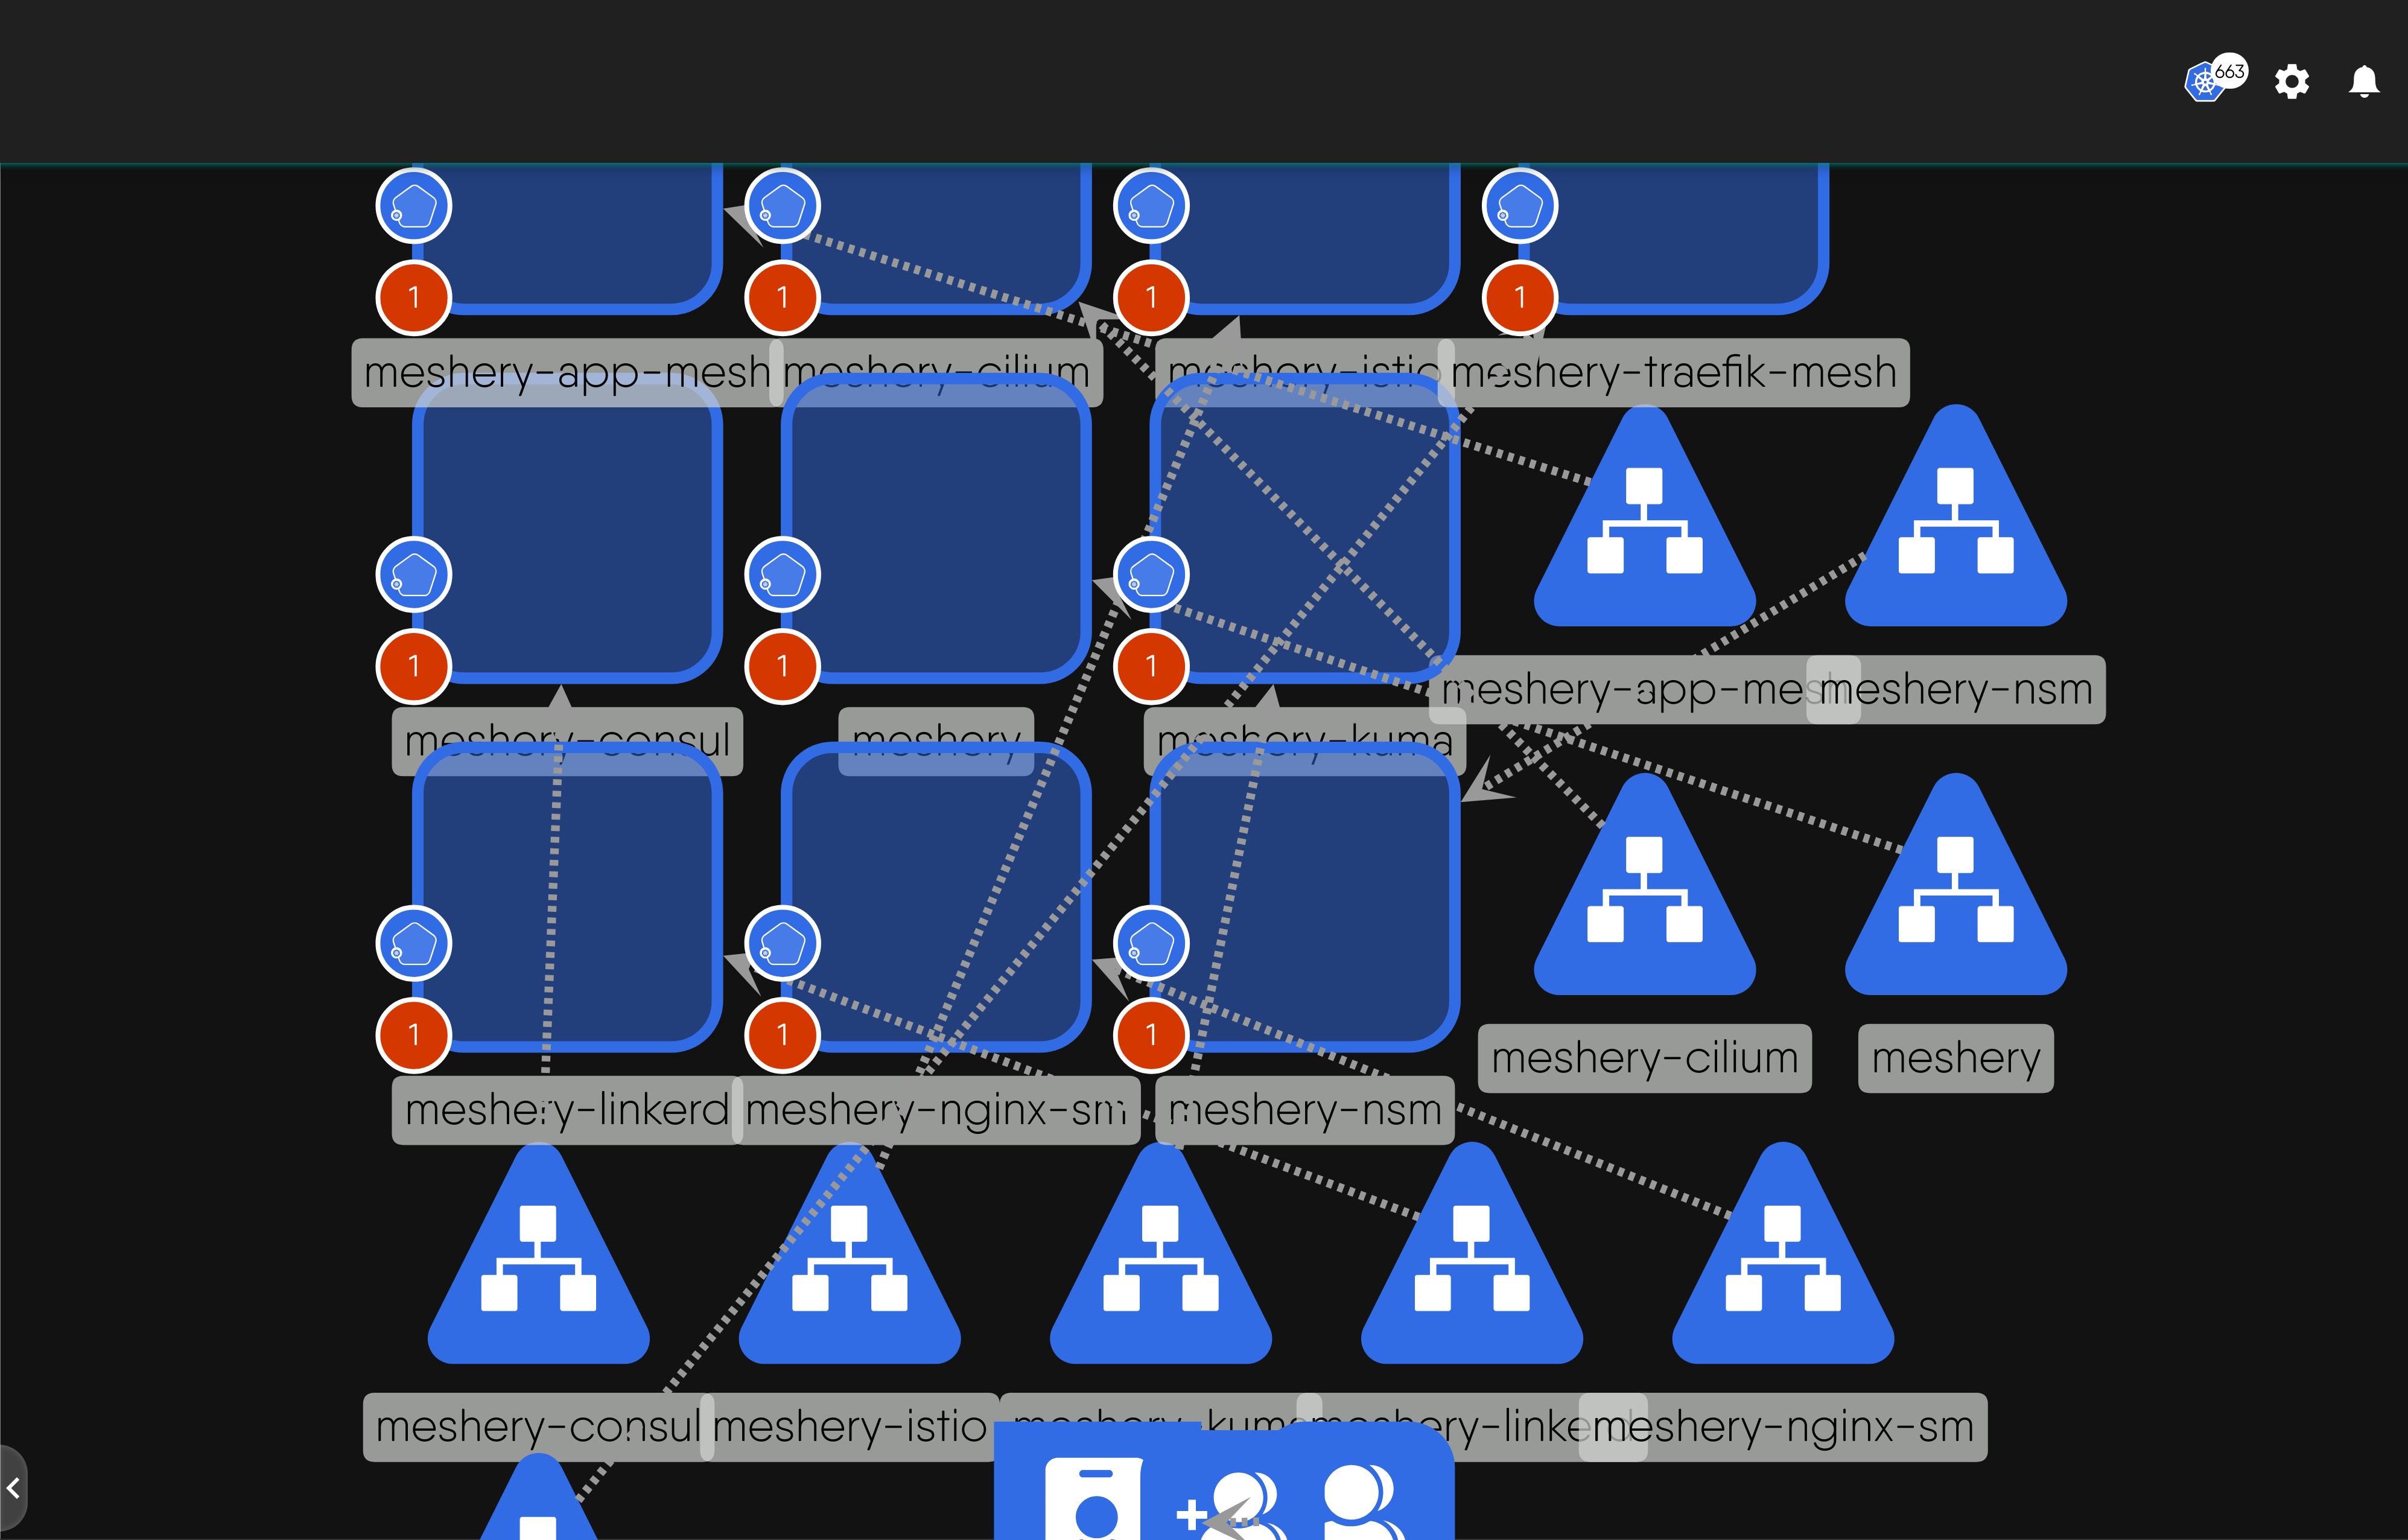 663
1 1 1 1
meshery-app-mesh meshery-cilium meshery-istio meshery-traefik-mesh
1 1 1
meshery-app-mesh meshery-nsm
meshery-consul meshery meshery-kuma
1 1 1
meshery-cilium meshery
meshery-linkerd meshery-nginx-sm meshery-nsm
meshery-consul meshery-istio meshery-kuma meshery-linkerd meshery-nginx-sm